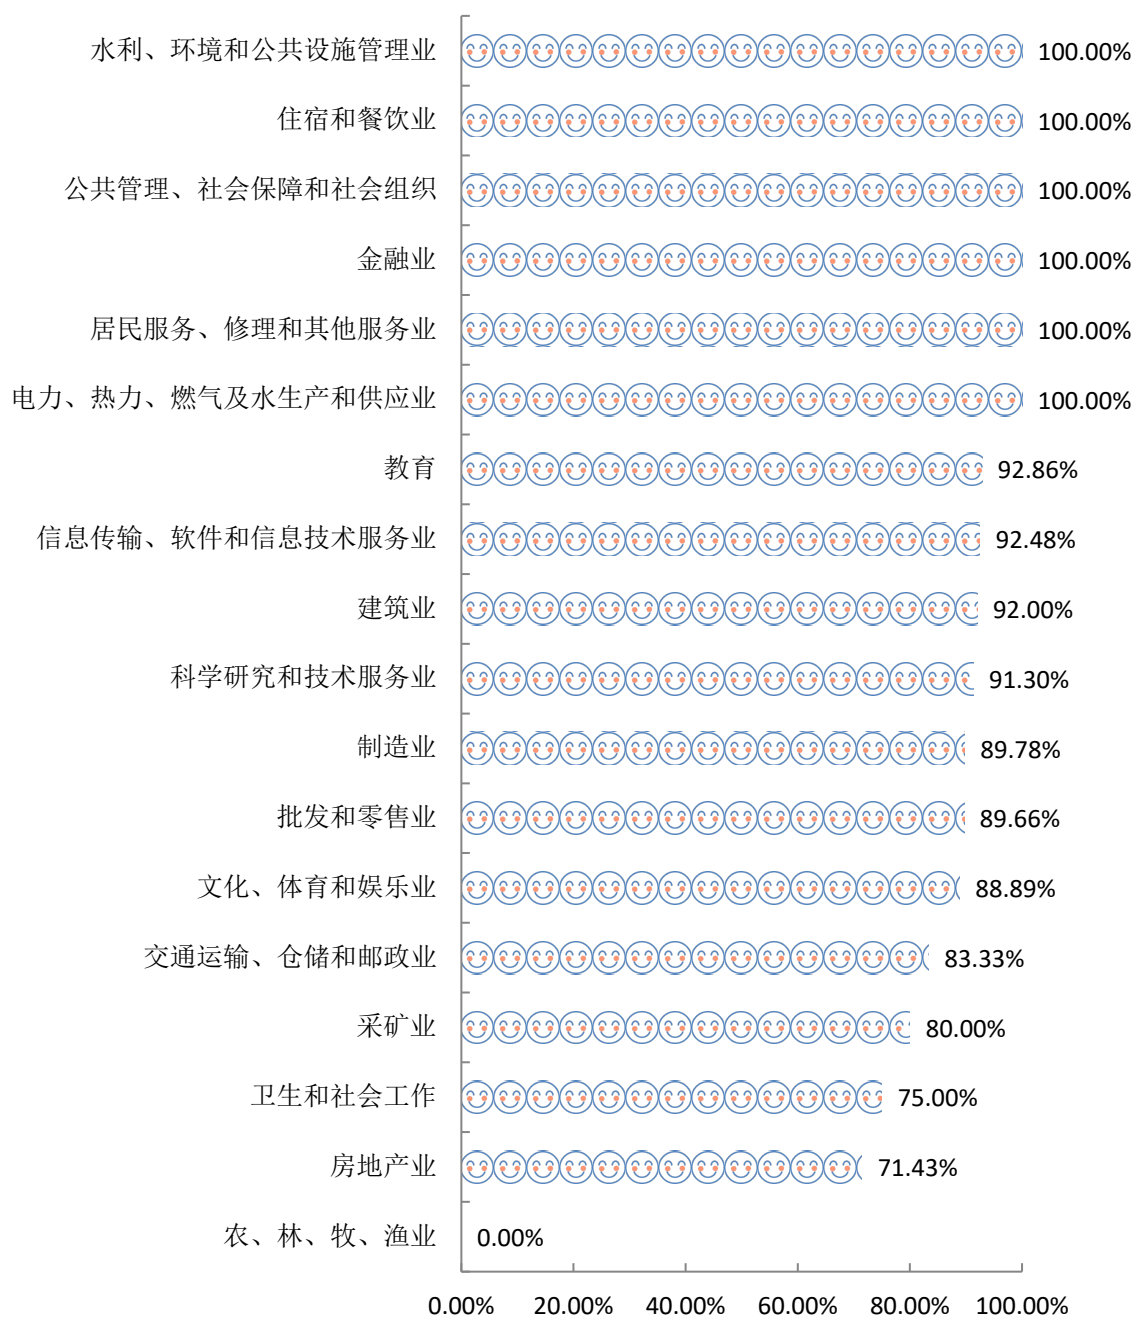 水利、环境和公共设施管理业 100.00%
住宿和餐饮业 100.00%
公共管理、社会保障和社会组织 100.00%
金融业 100.00%
居民服务、修理和其他服务业 100.00%
电力、热力、燃气及水生产和供应业 100.00%
教育 92.86%
信息传输、软件和信息技术服务业 92.48%
建筑业 92.00%
科学研究和技术服务业 91.30%
制造业 89.78%
批发和零售业 89.66%
文化、体育和娱乐业 88.89%
交通运输、仓储和邮政业 83.33%
采矿业 80.00%
卫生和社会工作 75.00%
房地产业 71.43%
农、林、牧、渔业 0.00%
0.00% 20.00% 40.00% 60.00% 80.00% 100.00%